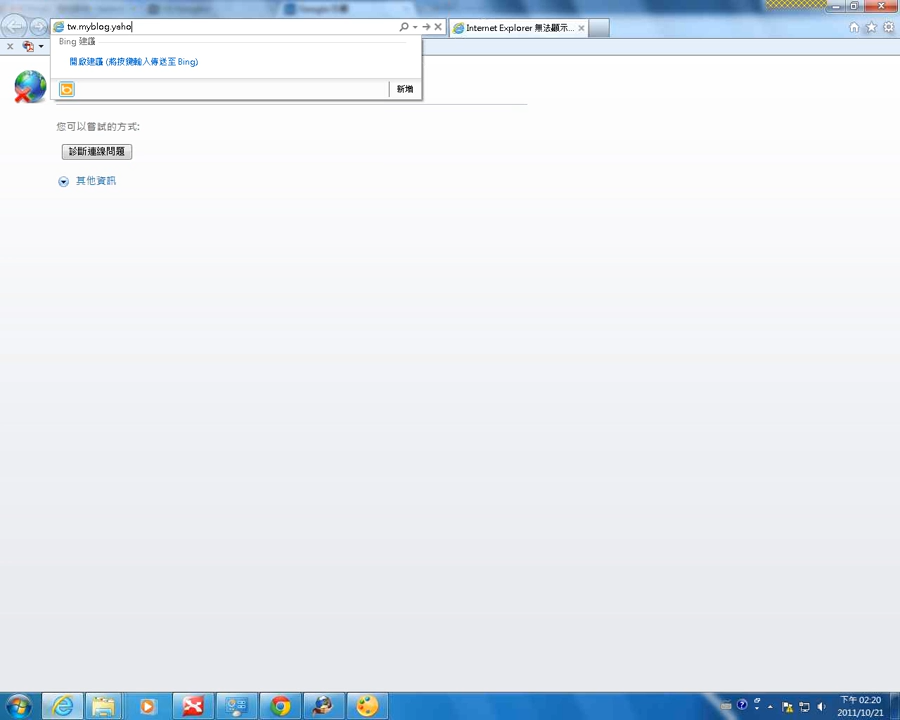 tw.myblog.yaho
Internet Explorer 無法顯示...
Bing 建議
開啟建議 (將按鍵輸入傳送至 Bing)
新增
您可以嘗試的方式:
診斷連線問題
其他資訊
下午 02:20
2011/10/21